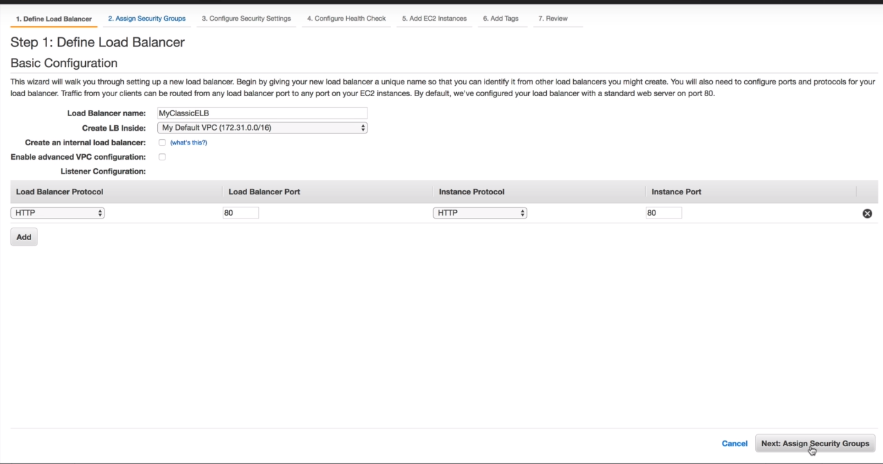 1. Define Load Balancer 2. Assign Security Groups 3. Configure Security Settings 4. Configure Health Check 5. Add EC2 Instances 6. Add Tags 7. Review
Step 1: Define Load Balancer
Basic Configuration
This wizard will walk you through setting up a new load balancer. Begin by giving your new load balancer a unique name so that you can identify it from other load balancers you might create. You will also need to configure ports and protocols for your
load balancer. Traffic from your clients can be routed from any load balancer port to any port on your EC2 instances. By default, we've configured your load balancer with a standard web server on port 80.
Load Balancer name: MyClassicELB
Create LB Inside: My Default VPC (172.31.0.0/16)
Create an internal load balancer: (what's this?)
Enable advanced VPC configuration:
Listener Configuration:
Load Balancer Protocol Load Balancer Port Instance Protocol Instance Port
HTTP 80 HTTP 80
Add
Cancel Next: Assign Security Groups